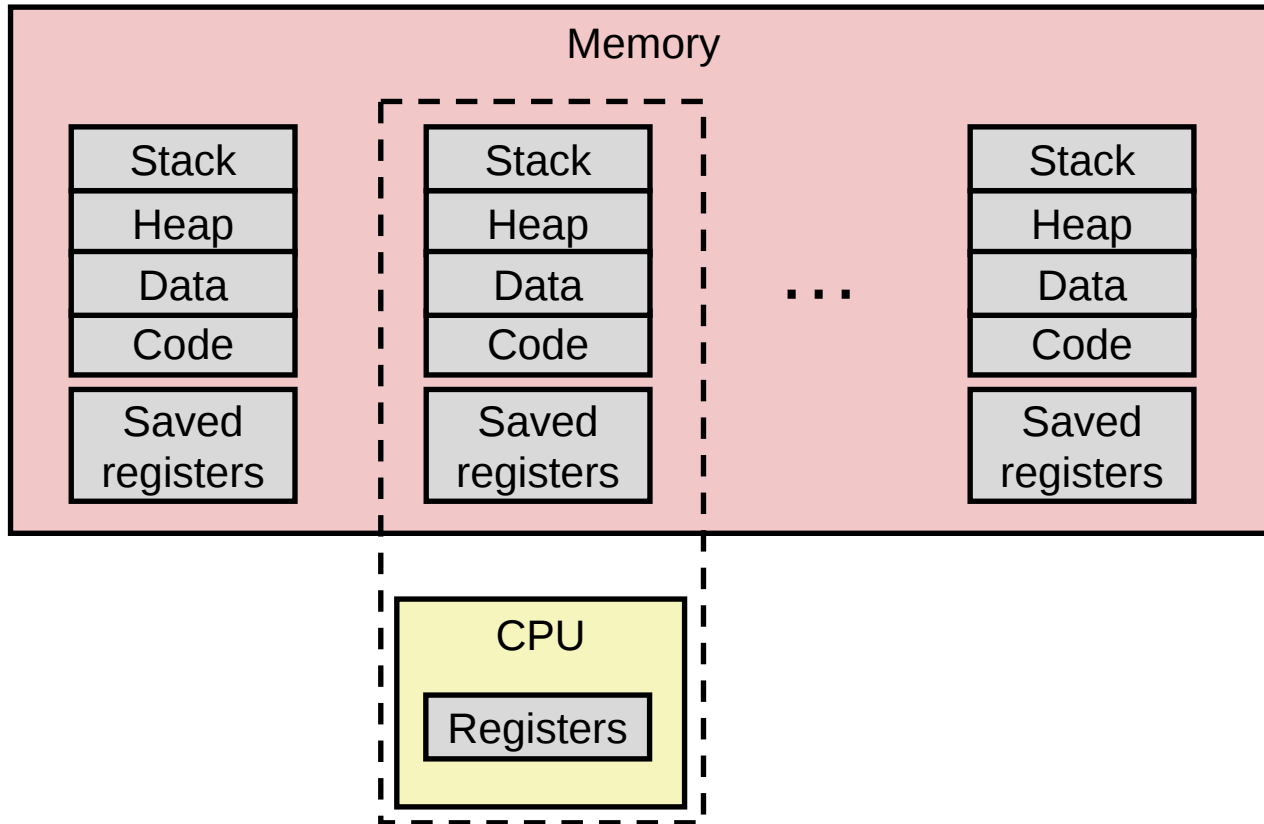 Memory
Stack
Heap
Data
Code
Saved
registers
Stack
Heap
Data
Code
Saved
registers
...
Stack
Heap
Data
Code
Saved
registers
CPU
Registers